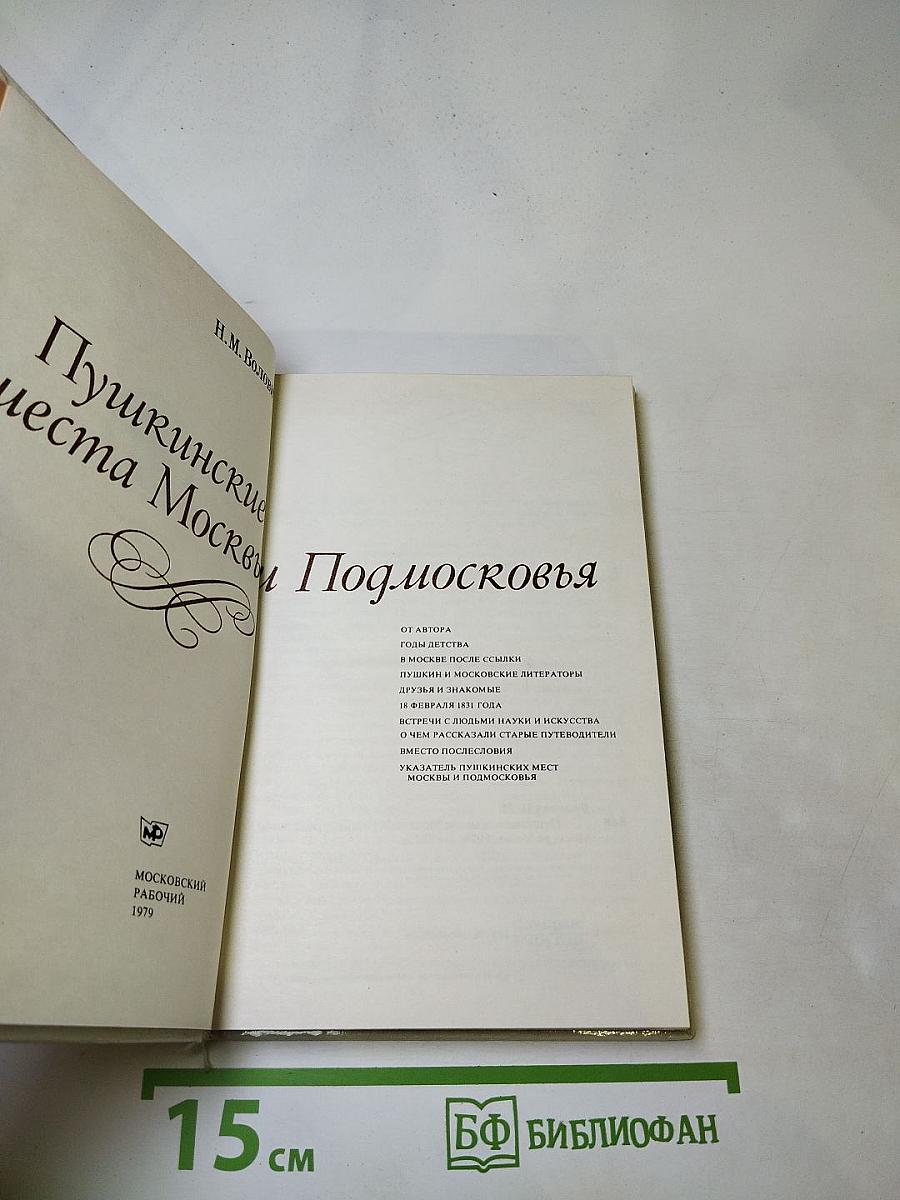 Н.М. Волови
Пушкинские
места Москвы
и Подмосковья
МОСКОВСКИЙ
РАБОЧИЙ
1979
ОТ АВТОРА
ГОДЫ ДЕТСТВА
В МОСКВЕ ПОСЛЕ ССЫЛКИ
ПУШКИН И МОСКОВСКИЕ ЛИТЕРАТОРЫ
ДРУЗЬЯ И ЗНАКОМЫЕ
18 ФЕВРАЛЯ 1831 ГОДА
ВСТРЕЧИ С ЛЮДЬМИ НАУКИ И ИСКУССТВА
О ЧЕМ РАССКАЗАЛИ СТАРЫЕ ПУТЕВОДИТЕЛИ
ВМЕСТО ПОСЛЕСЛОВИЯ
УКАЗАТЕЛЬ ПУШКИНСКИХ МЕСТ
МОСКВЫ И ПОДМОСКОВЬЯ
15 см
БФ БИБЛИОФАН